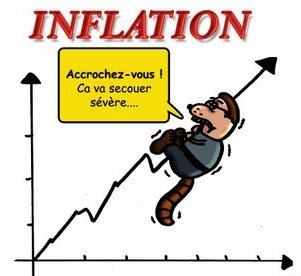 INFLATION
Accrochez-vous !
Ca va secouer
sévère....